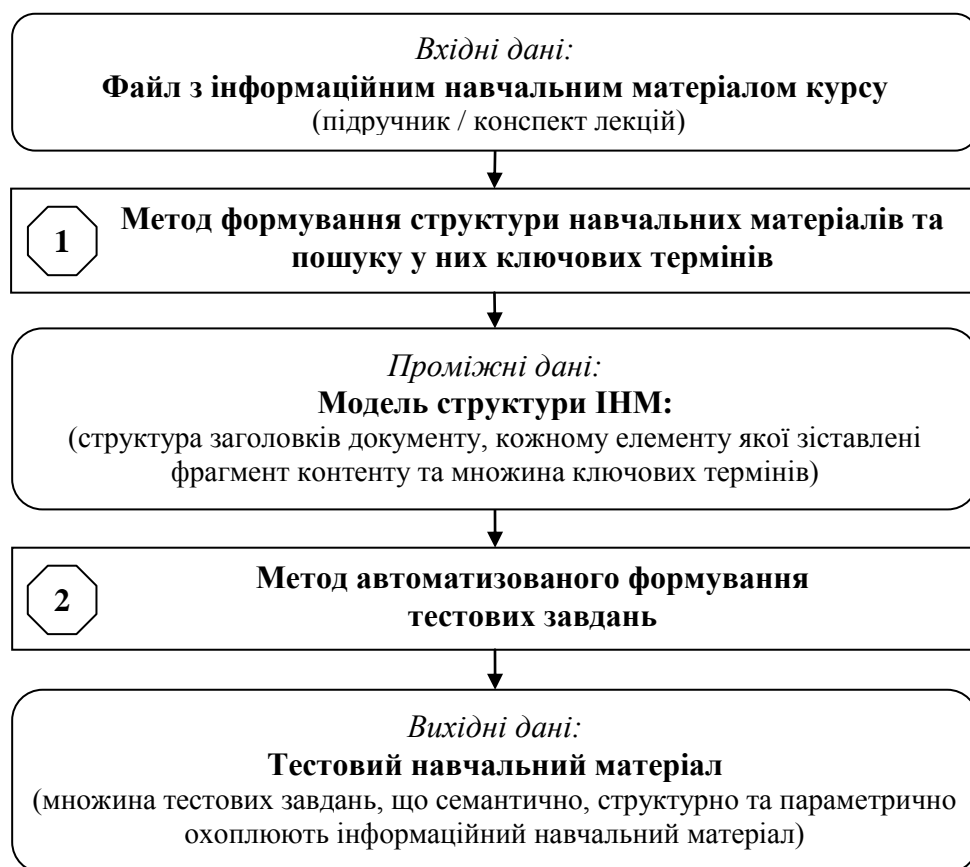 Вхідні дані:
Файл з інформаційним навчальним матеріалом курсу
(підручник / конспект лекцій)
1
Метод формування структури навчальних матеріалів та
пошуку у них ключових термінів
Проміжні дані:
Модель структури ІНМ:
(структура заголовків документу, кожному елементу якої зіставлені
фрагмент контенту та множина ключових термінів)
2
Метод автоматизованого формування
тестових завдань
Вихідні дані:
Тестовий навчальний матеріал
(множина тестових завдань, що семантично, структурно та параметрично
охоплюють інформаційний навчальний матеріал)